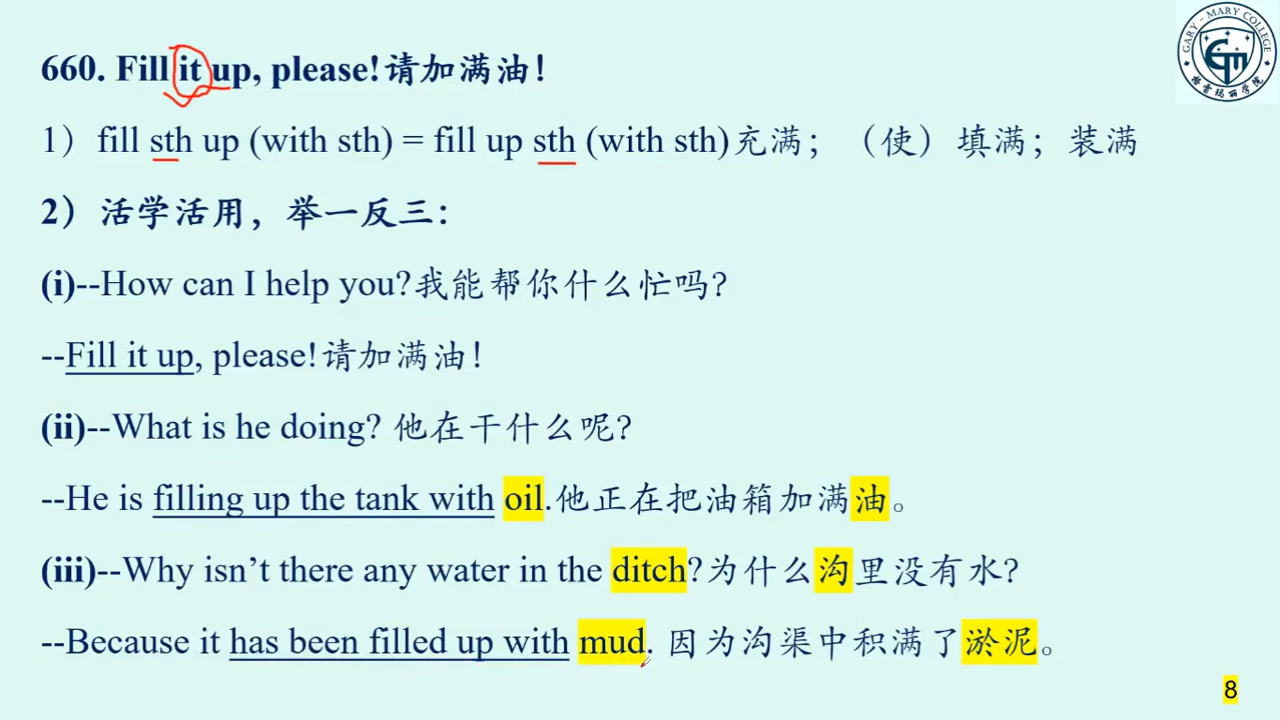 660. Fill it up, please!请加满油！
1）fill sth up (with sth) = fill up sth (with sth)充满；（使）填满；装满
2）活学活用，举一反三：
(i)--How can I help you?我能帮你什么忙吗?
--Fill it up, please!请加满油！
(ii)--What is he doing? 他在干什么呢?
--He is filling up the tank with oil.他正在把油箱加满油。
(iii)--Why isn’t there any water in the ditch?为什么沟里没有水?
--Because it has been filled up with mud. 因为沟渠中积满了淤泥。
8
GARY - MARY COLLEGE
格雷玛丽学院